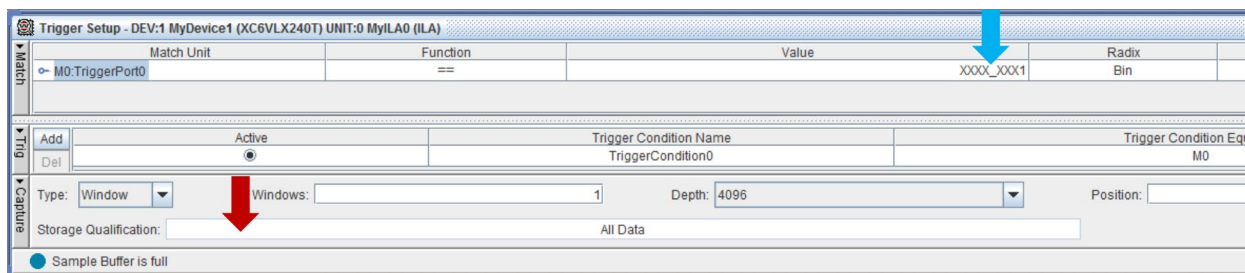 Trigger Setup - DEV:1 MyDevice1 (XC6VLX240T) UNIT:0 MyILA0 (ILA)
Match
Match Unit Function Value Radix
M0:TriggerPort0 == XXXX_XXX1 Bin
Trig
Add Active Trigger Condition Name Trigger Condition Equ
Del TriggerCondition0 M0
Capture
Type: Window Windows: 1 Depth: 4096 Position:
Storage Qualification: All Data
Sample Buffer is full